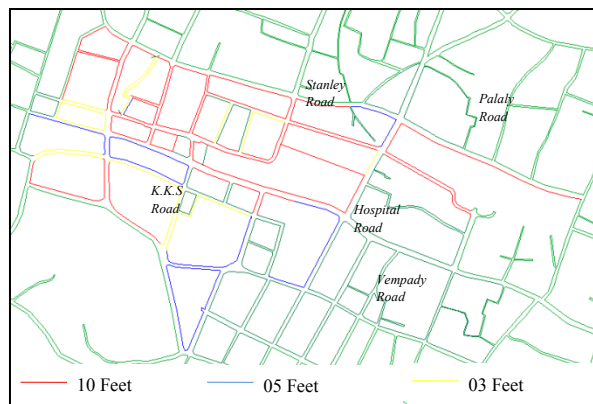 Stanley
Road
Palaly
Road
K.K.S
Road
Hospital
Road
Vempady
Road
10 Feet
05 Feet
03 Feet